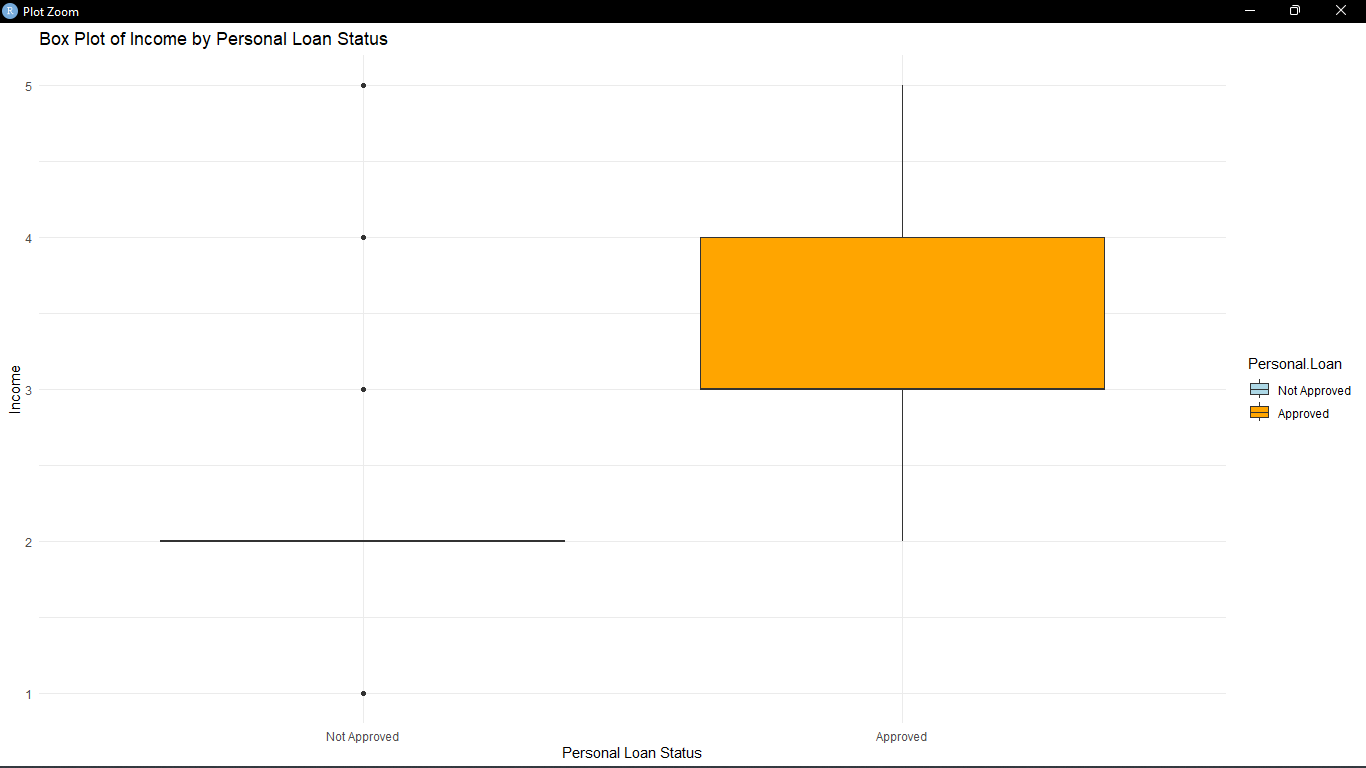 R Plot Zoom
Box Plot of Income by Personal Loan Status
5
4
3
2
1
Income
Not Approved
Approved
Personal Loan Status
Personal.Loan
Not Approved
Approved